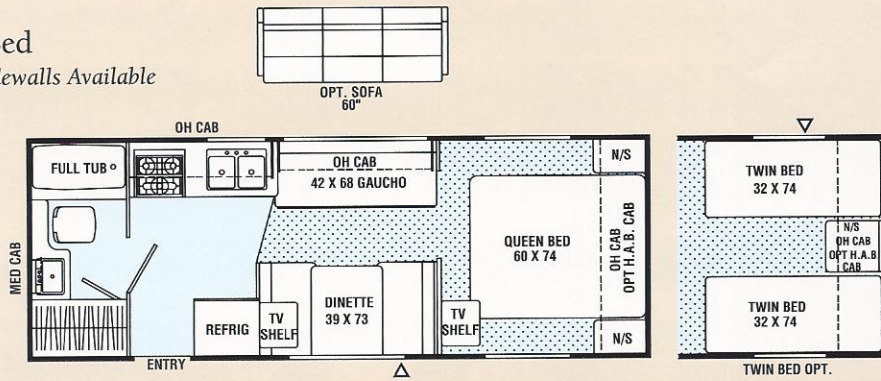 ed
ewalls Available
OPT. SOFA
60"
OH CAB
FULL TUB
OH CAB
42 X 68 GAUCHO
N/S
QUEEN BED
60 X 74
OH CAB
OPT H.A.B. CAB
MED CAB
REFRIG
TV
SHELF
DINETTE
39 X 73
TV
SHELF
N/S
ENTRY
TWIN BED
32 X 74
N/S
OH CAB
OPT H.A.B.
CAB
TWIN BED
32 X 74
TWIN BED OPT.